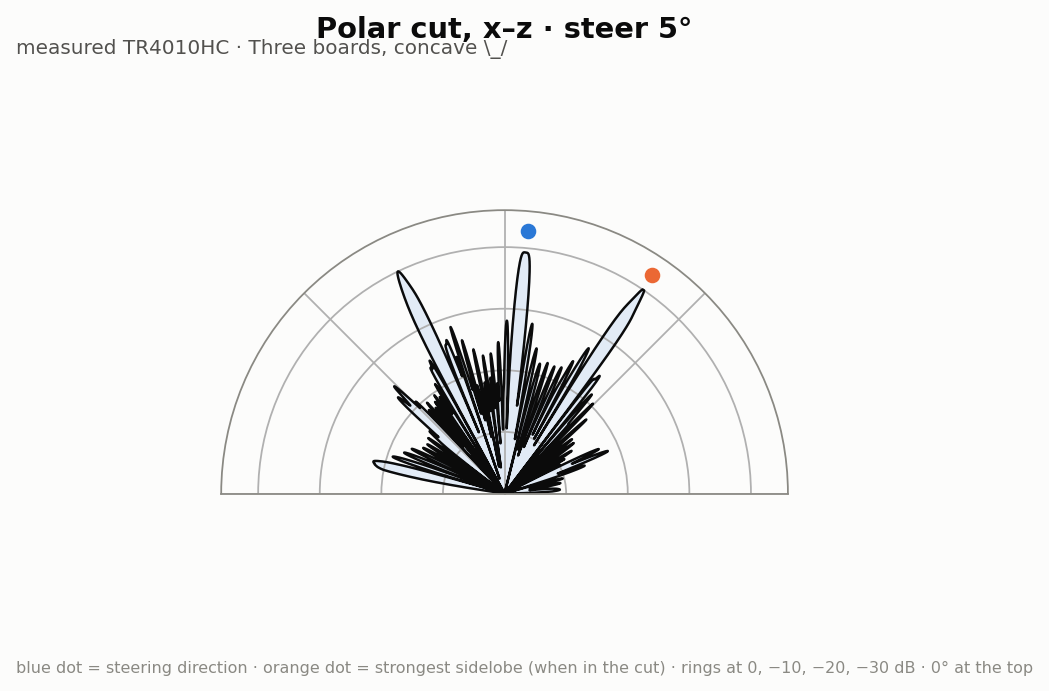 Polar cut, x–z · steer 5°
measured TR4010HC · Three boards, concave \_/
blue dot = steering direction · orange dot = strongest sidelobe (when in the cut) · rings at 0, −10, −20, −30 dB · 0° at the top